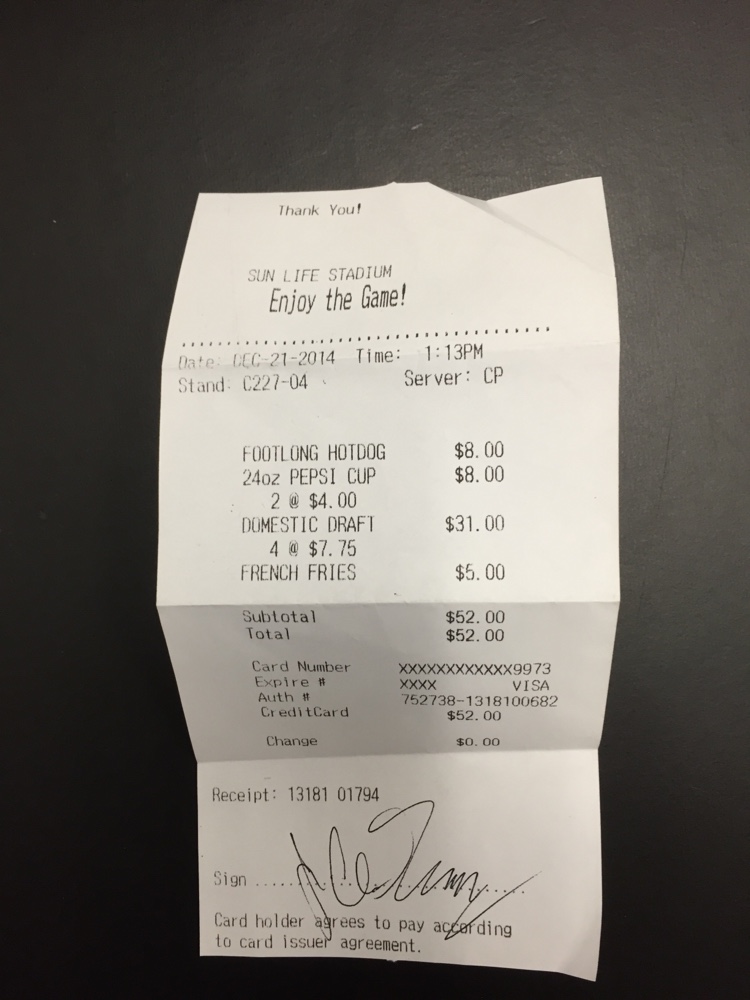 Thank You!
SUN LIFE STADIUM
Enjoy the Game!
Date: DEC-21-2014 Time: 1:13PM
Stand: C227-04 Server: CP
FOOTLONG HOTDOG $8.00
24oz PEPSI CUP $8.00
2 @ $4.00
DOMESTIC DRAFT $31.00
4 @ $7.75
FRENCH FRIES $5.00
Subtotal $52.00
Total $52.00
Card Number XXXXXXXXXXXX9973
Expire # XXXX VISA
Auth # 752738-1318100682
CreditCard $52.00
Change $0.00
Receipt: 13181 01794
Sign
Card holder agrees to pay according
to card issuer agreement.